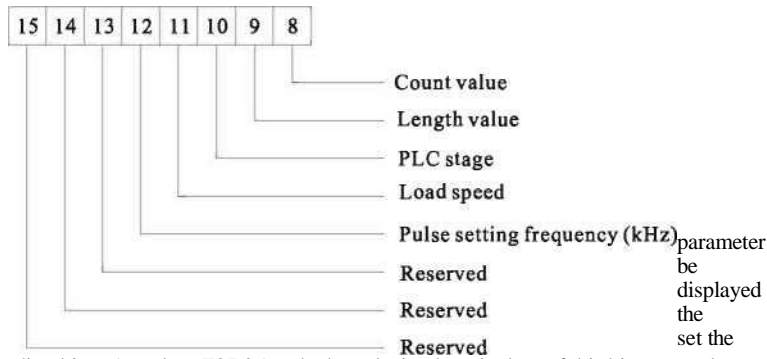 15 14 13 12 11 10 9 8
Count value
Length value
PLC stage
Load speed
Pulse setting frequency (kHz)
Reserved
Reserved
Reserved
parameter
be
displayed
the
set the